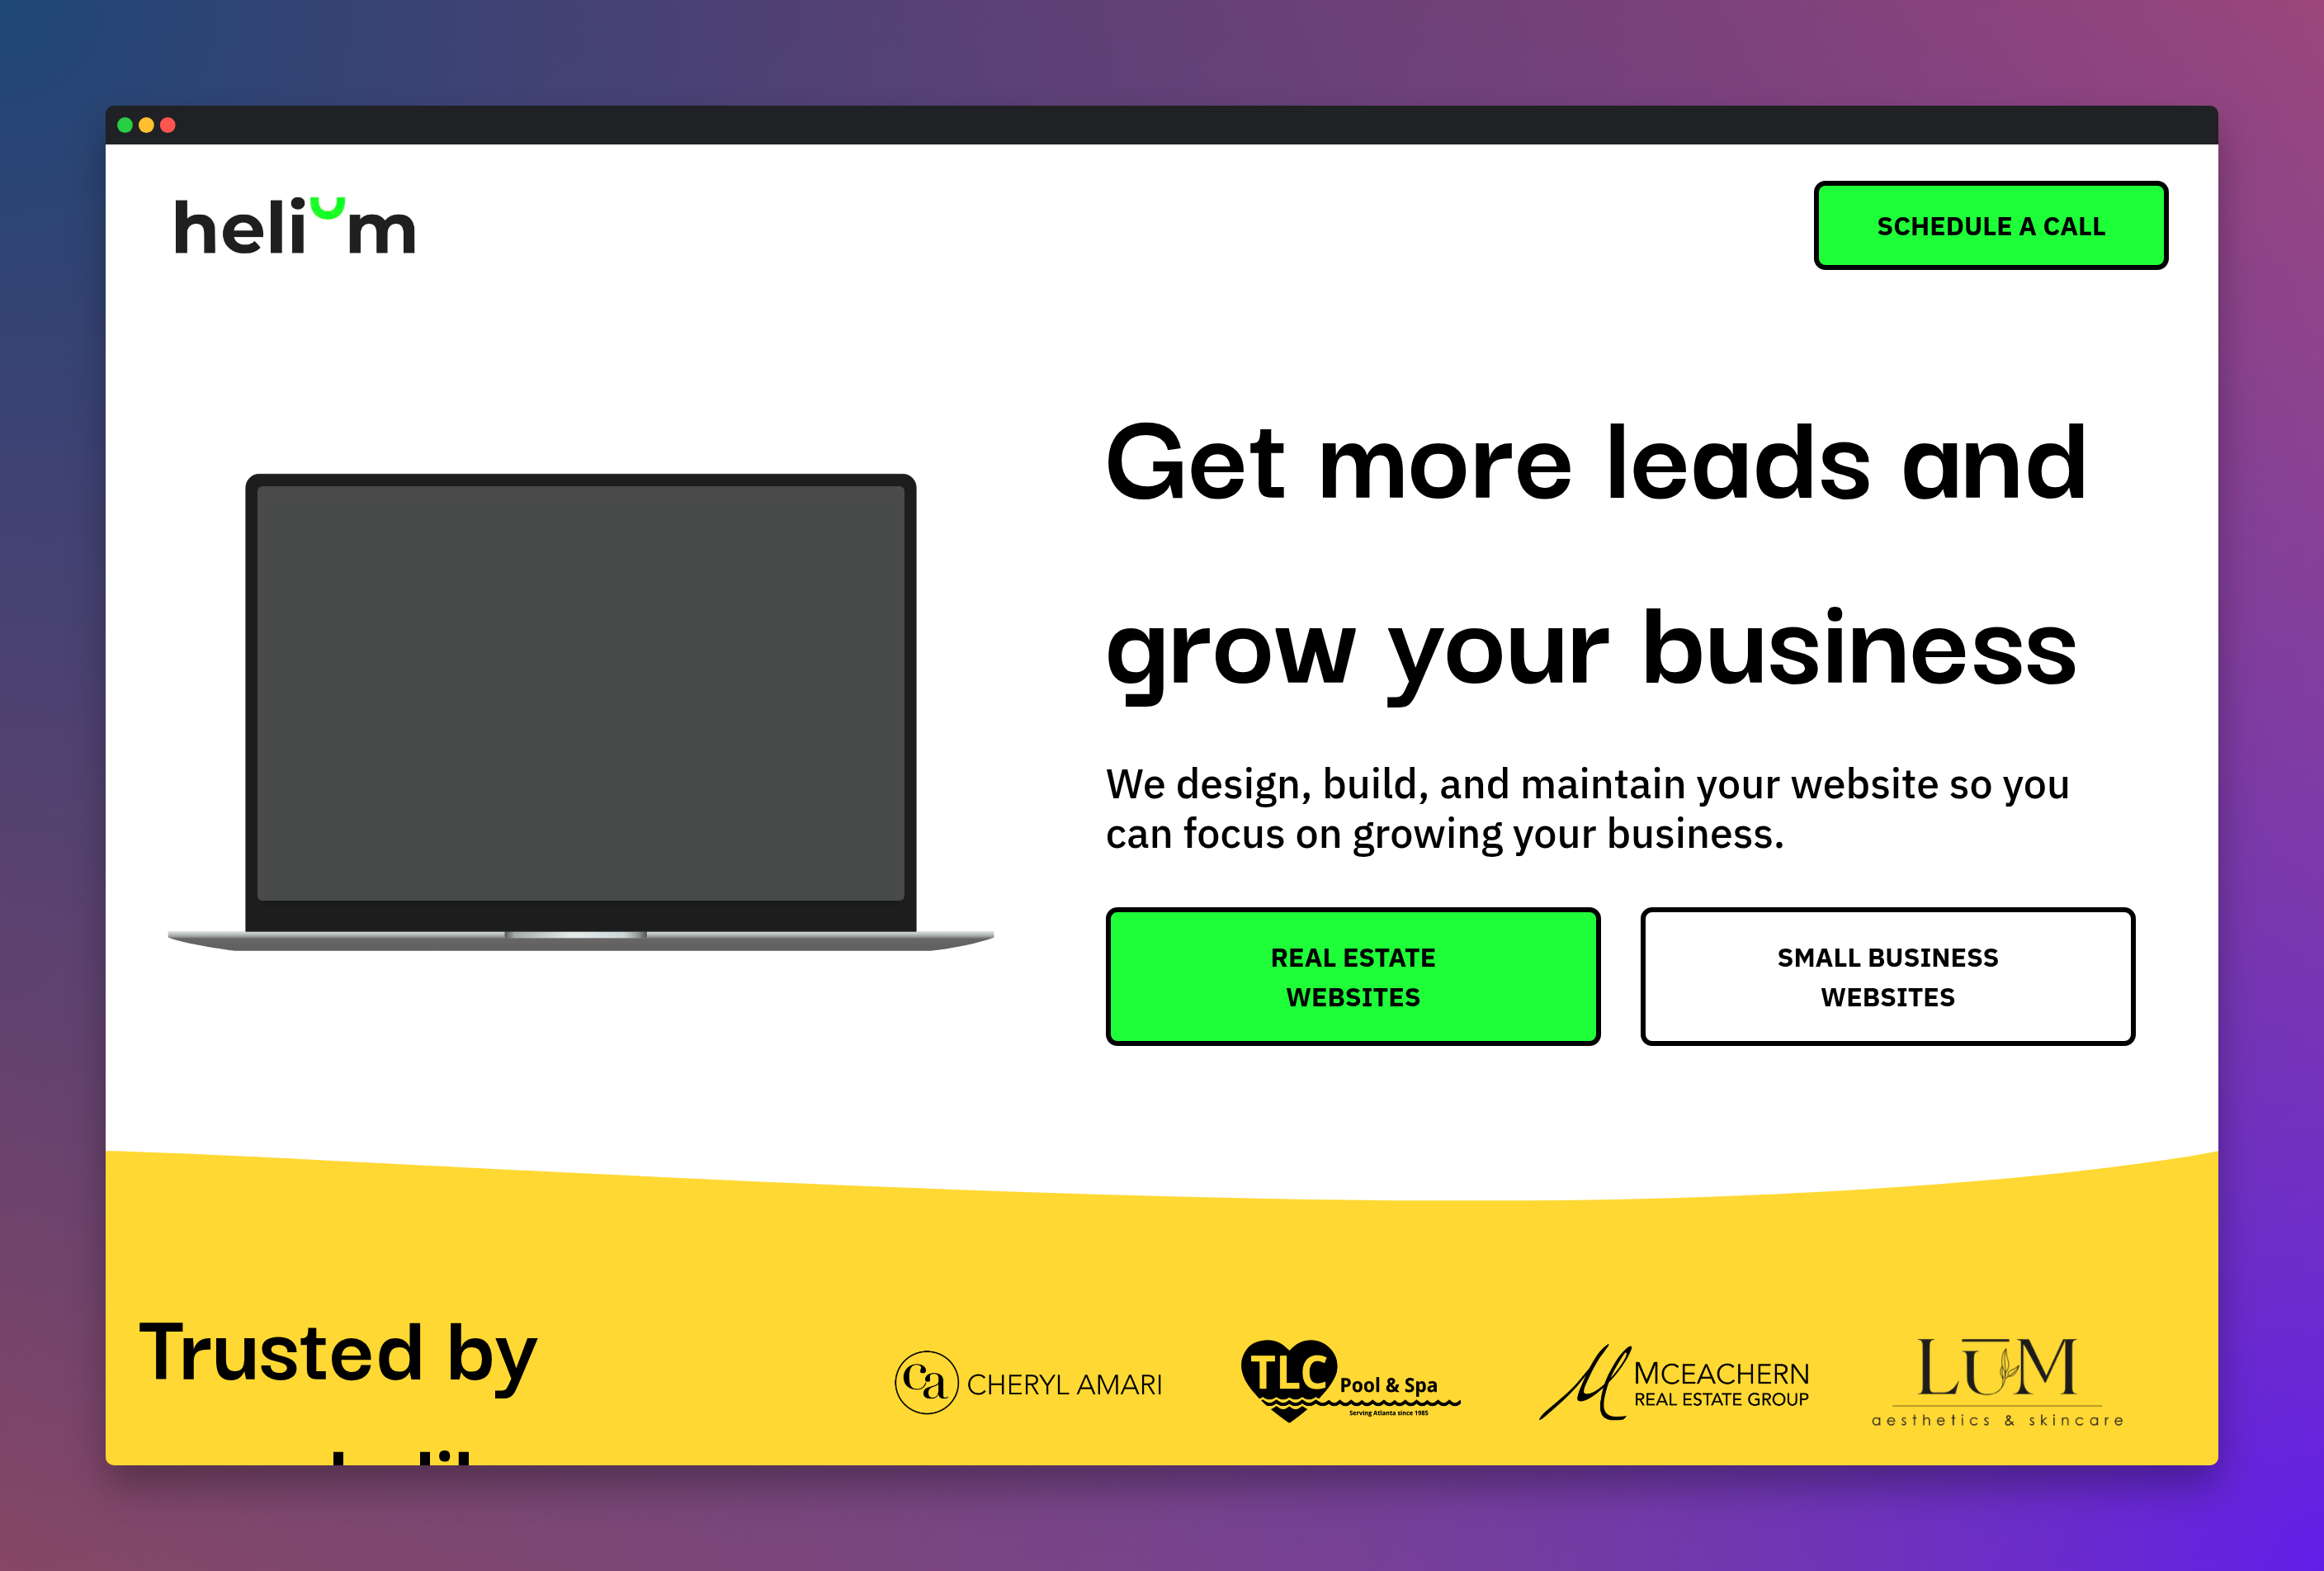 helium
SCHEDULE A CALL
Get more leads and
grow your business
We design, build, and maintain your website so you
can focus on growing your business.
REAL ESTATE
WEBSITES
SMALL BUSINESS
WEBSITES
Trusted by
ca CHERYL AMARI
TLC Pool & Spa
Serving Atlanta since 1985
M MCEACHERN
REAL ESTATE GROUP
LŪM
aesthetics & skincare